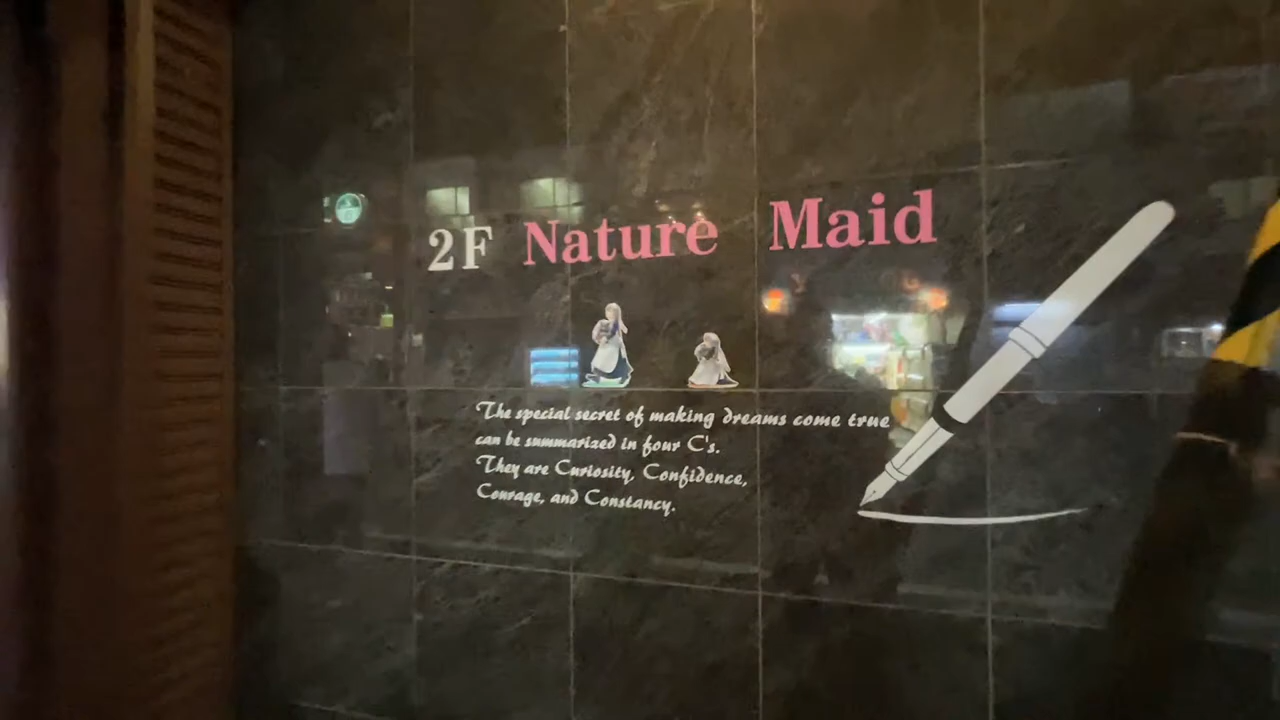 2F Nature Maid
The special secret of making dreams come true
can be summarized in four C's.
They are Curiosity, Confidence,
Courage, and Constancy.